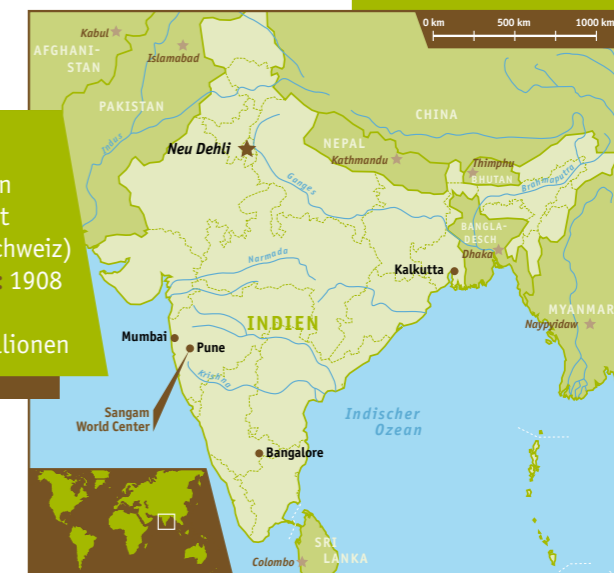 0 km 500 km 1000 km
Kabul
AFGHANI-
STAN
Islamabad
PAKISTAN
CHINA
Indus
Neu Dehli
NEPAL
Kathmandu
Thimphu
BHUTAN
Brahmaputra
Ganges
n
t
chweiz)
: 1908
llionen
BANGLA-
DESCH
Dhaka
Narmada
Kalkutta
INDIEN
MYANMAR
Naypyidaw
Mumbai
Pune
Krishna
Sangam
World Center
Indischer
Ozean
Bangalore
SRI
LANKA
Colombo